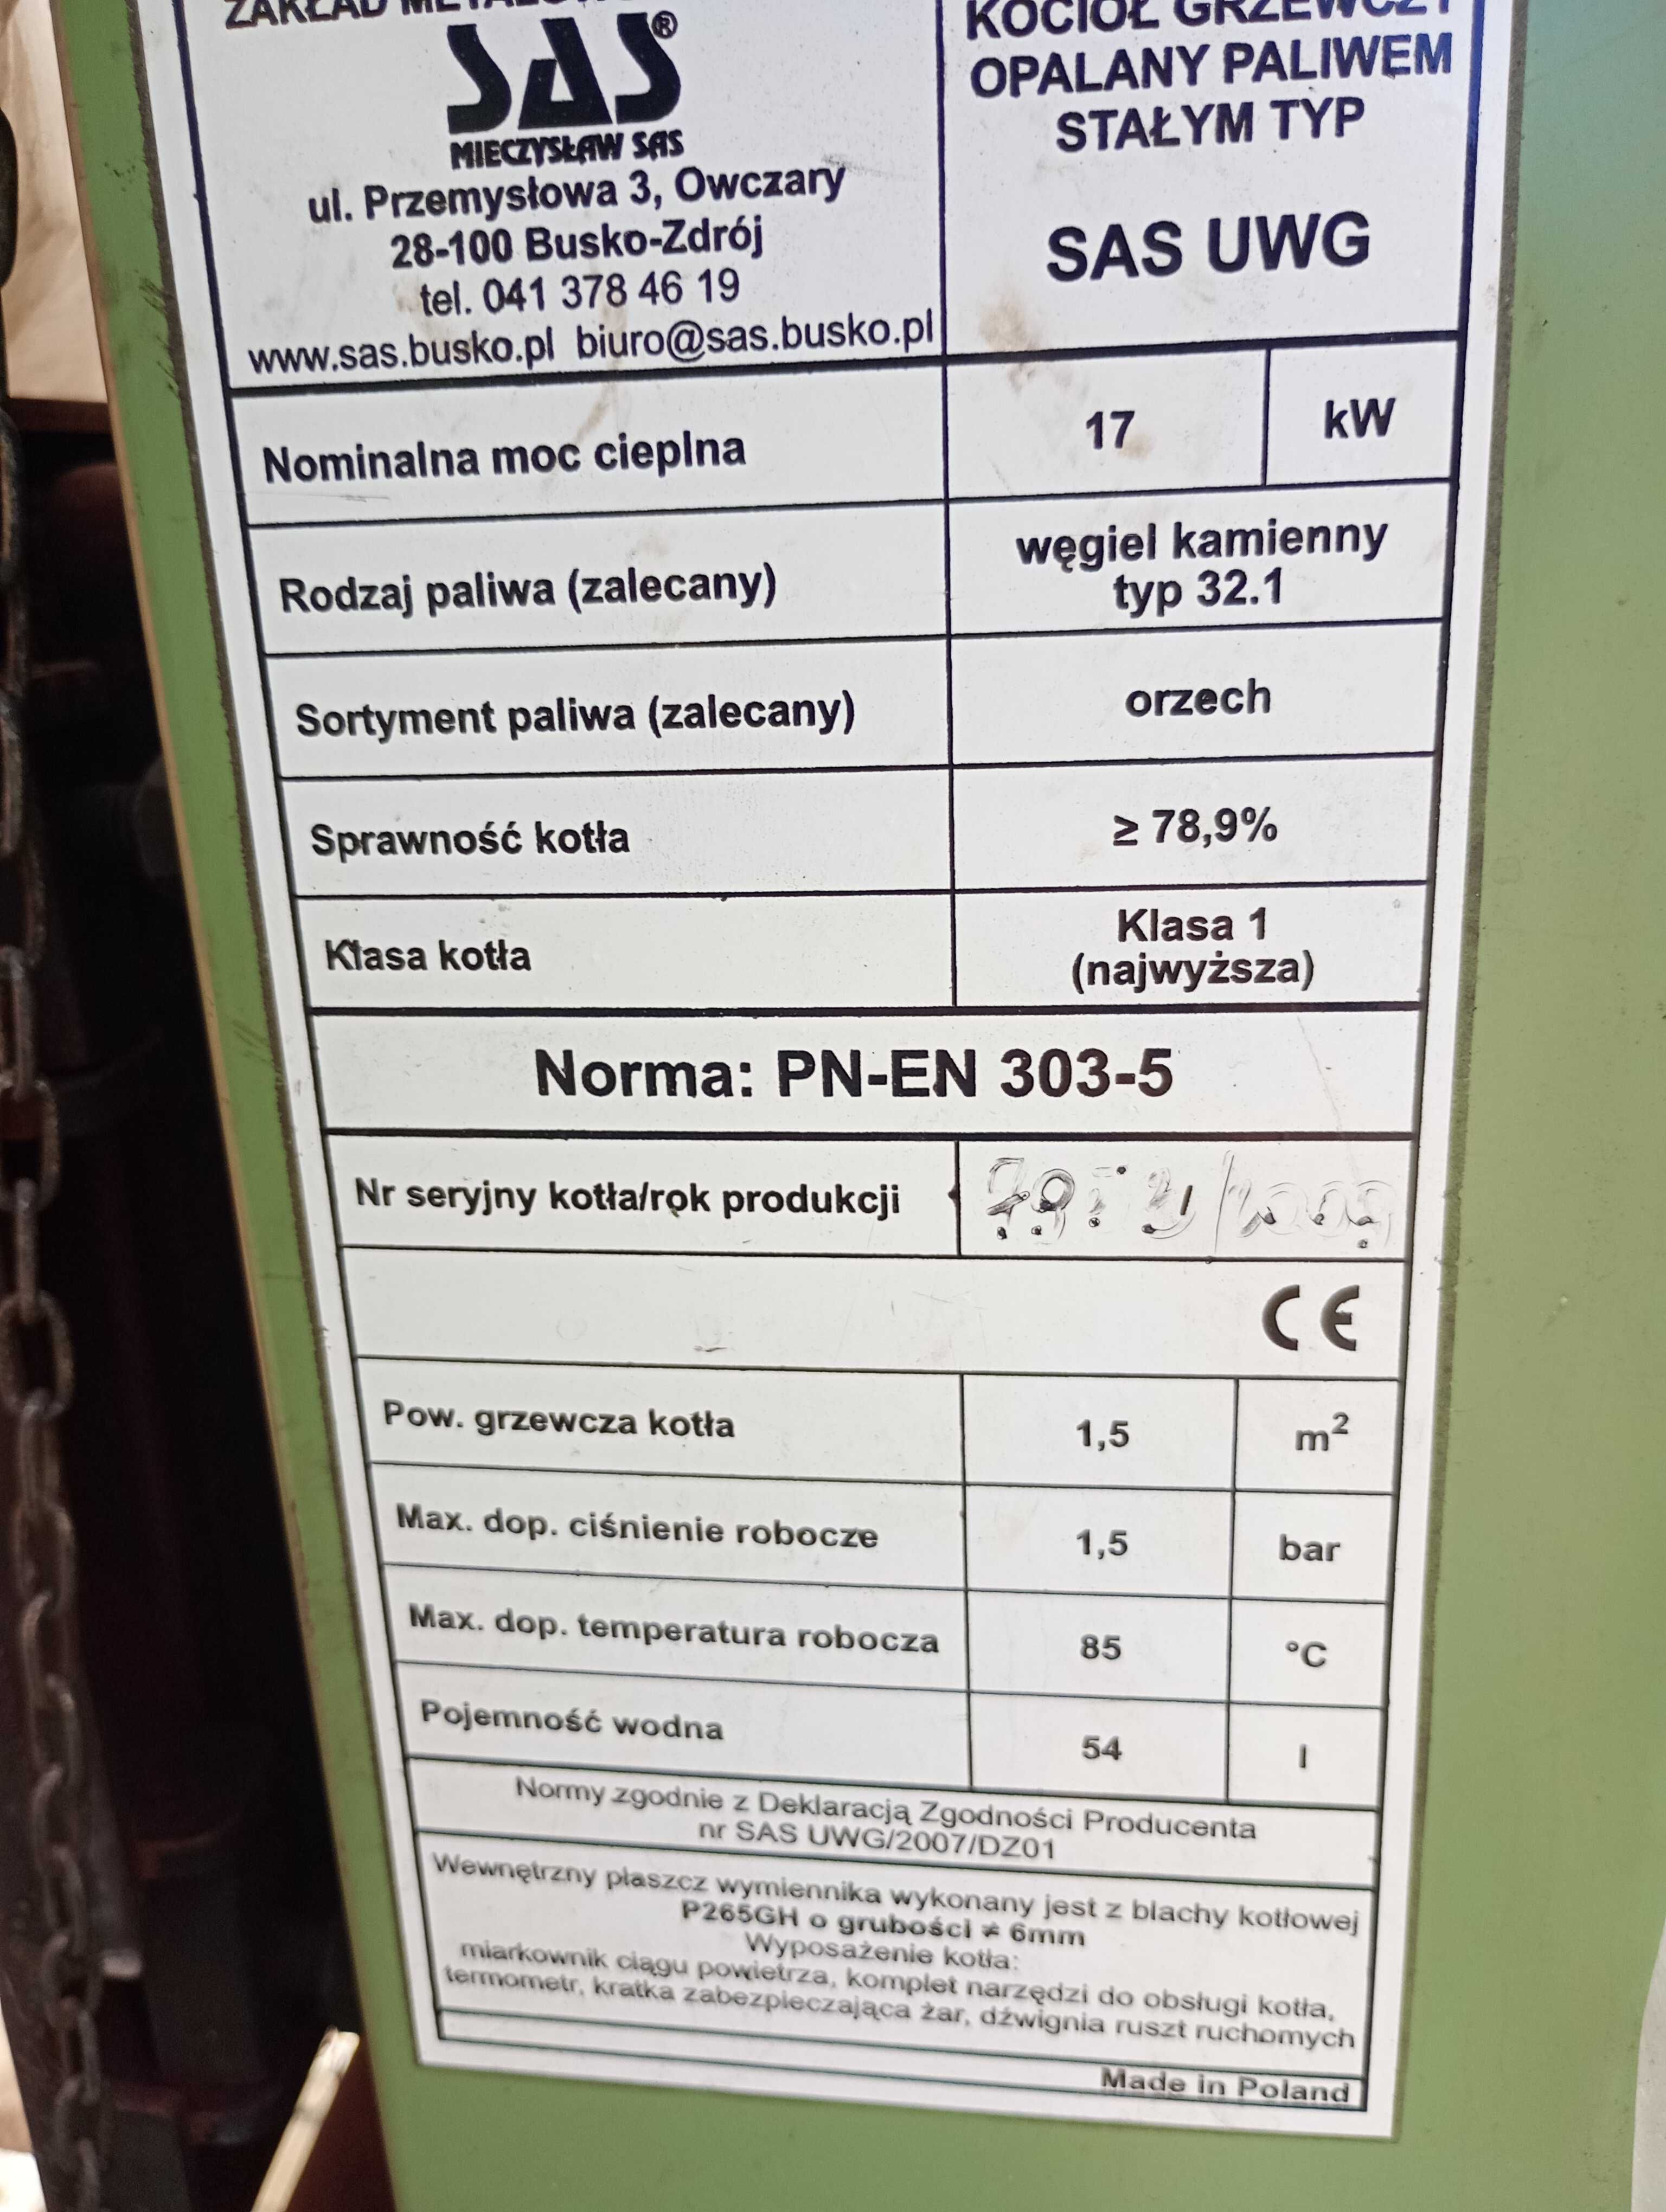 SAS®
MIECZYSŁAW SAS
ul. Przemysłowa 3, Owczary
28-100 Busko-Zdrój
tel. 041 378 46 19
www.sas.busko.pl biuro@sas.busko.pl
KOCIOŁ GRZEWCZY
OPALANY PALIWEM
STAŁYM TYP
SAS UWG
Nominalna moc cieplna 17 kW
Rodzaj paliwa (zalecany) węgiel kamienny
typ 32.1
Sortyment paliwa (zalecany) orzech
Sprawność kotła ≥ 78,9%
Klasa kotła Klasa 1
(najwyższa)
Norma: PN-EN 303-5
Nr seryjny kotła/rok produkcji
CE
Pow. grzewcza kotła 1,5 m²
Max. dop. ciśnienie robocze 1,5 bar
Max. dop. temperatura robocza 85 °C
Pojemność wodna 54 l
Normy zgodnie z Deklaracją Zgodności Producenta
nr SAS UWG/2007/DZ01
Wewnętrzny płaszcz wymiennika wykonany jest z blachy kotłowej
P265GH o grubości ≠ 6mm
Wyposażenie kotła:
miarkownik ciągu powietrza, komplet narzędzi do obsługi kotła,
termometr, kratka zabezpieczająca żar, dźwignia ruszt ruchomych
Made in Poland